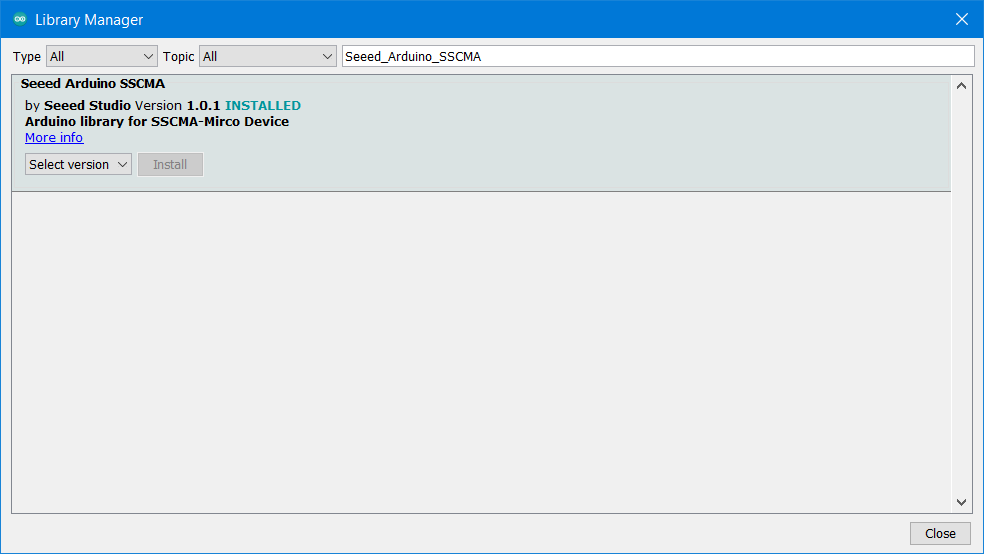 Library Manager
Type All Topic All Seeed_Arduino_SSCMA
Seeed Arduino SSCMA
by Seeed Studio Version 1.0.1 INSTALLED
Arduino library for SSCMA-Mirco Device
More info
Select version Install
Close